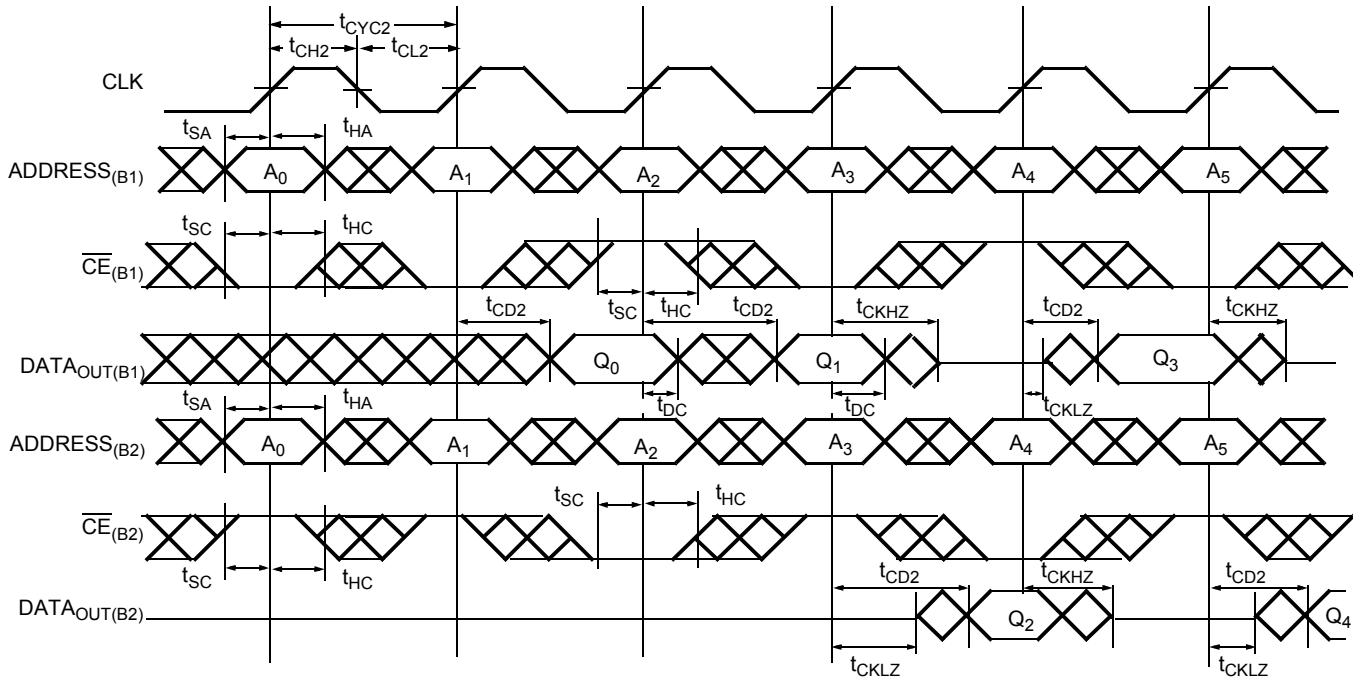 tCYC2
tCH2 tCL2
CLK
tSA tHA
ADDRESS(B1) A0 A1 A2 A3 A4 A5
tSC tHC
CE(B1)
tSC tHC
tCD2 tCD2 tCKHZ tCD2 tCKHZ
DATAOUT(B1) Q0 Q1 Q3
tDC tDC tCKLZ
tSA tHA
ADDRESS(B2) A0 A1 A2 A3 A4 A5
tSC tHC
CE(B2)
tSC tHC
tCD2 tCKHZ tCD2
DATAOUT(B2) Q2 Q4
tCKLZ tCKLZ